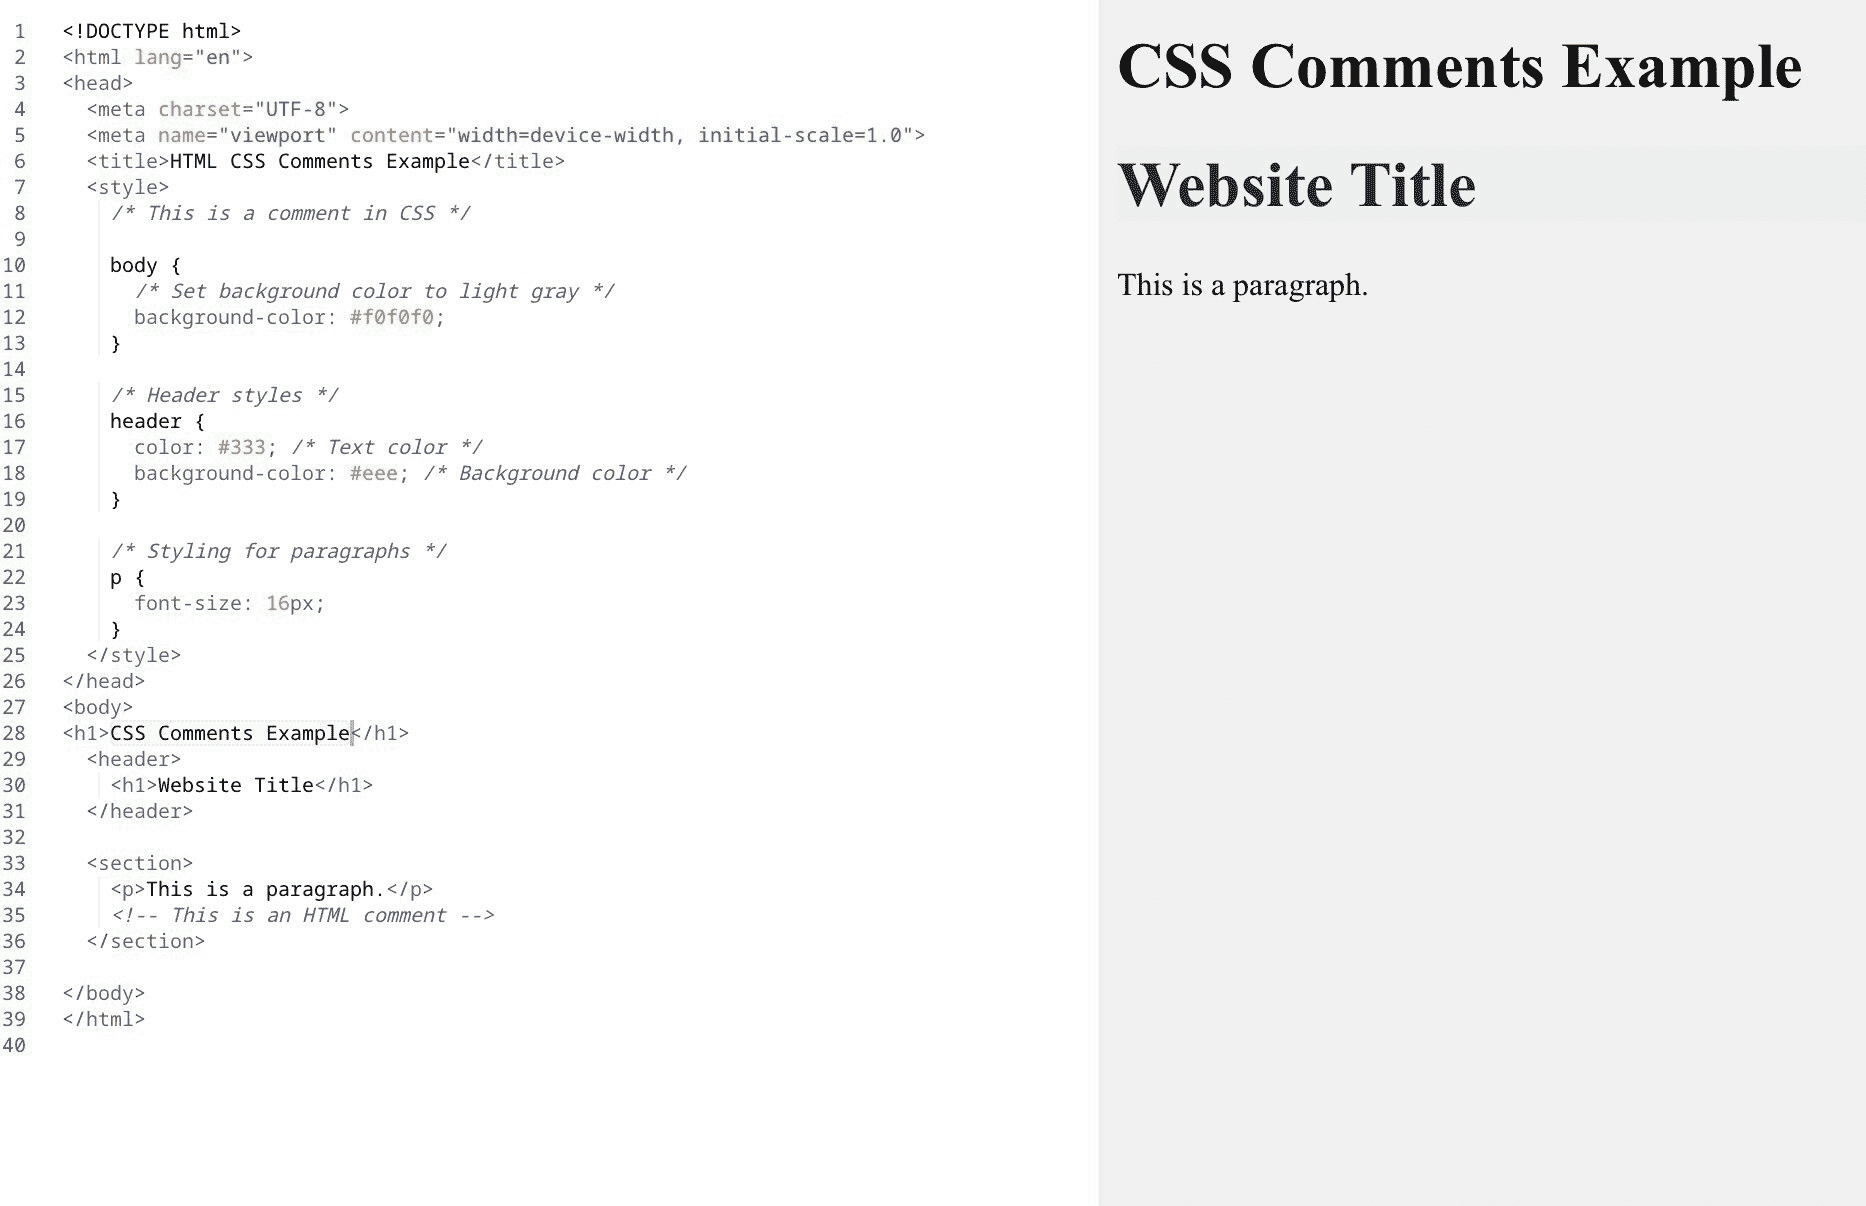 1 <!DOCTYPE html>
2 <html lang="en">
3 <head>
4 <meta charset="UTF-8">
5 <meta name="viewport" content="width=device-width, initial-scale=1.0">
6 <title>HTML CSS Comments Example</title>
7 <style>
8 /* This is a comment in CSS */
9
10 body {
11 /* Set background color to light gray */
12 background-color: #f0f0f0;
13 }
14
15 /* Header styles */
16 header {
17 color: #333; /* Text color */
18 background-color: #eee; /* Background color */
19 }
20
21 /* Styling for paragraphs */
22 p {
23 font-size: 16px;
24 }
25 </style>
26 </head>
27 <body>
28 <h1>CSS Comments Example</h1>
29 <header>
30 <h1>Website Title</h1>
31 </header>
32
33 <section>
34 <p>This is a paragraph.</p>
35 <!-- This is an HTML comment -->
36 </section>
37
38 </body>
39 </html>
40
CSS Comments Example
Website Title
This is a paragraph.